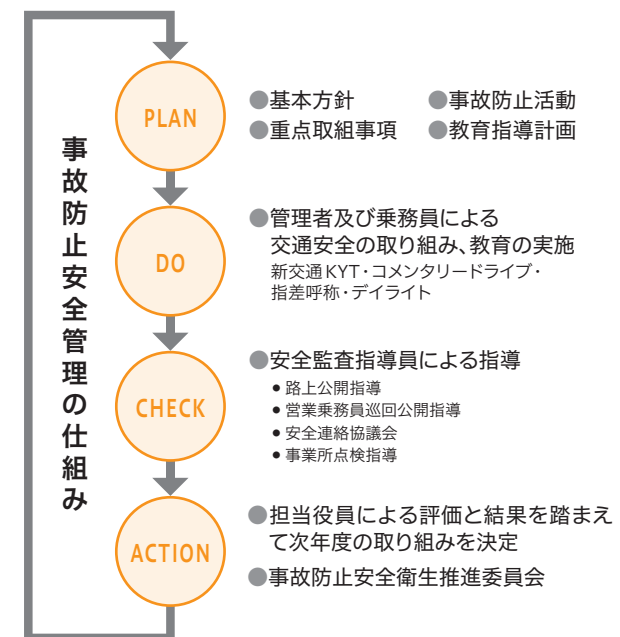 事故防止安全管理の仕組み
PLAN
●基本方針 ●事故防止活動
●重点取組事項 ●教育指導計画
DO
●管理者及び乗務員による
交通安全の取り組み、教育の実施
新交通KYT・コメンタリードライブ・
指差呼称・デイライト
CHECK
●安全監査指導員による指導
• 路上公開指導
• 営業乗務員巡回公開指導
• 安全連絡協議会
• 事業所点検指導
ACTION
●担当役員による評価と結果を踏まえ
て次年度の取り組みを決定
●事故防止安全衛生推進委員会